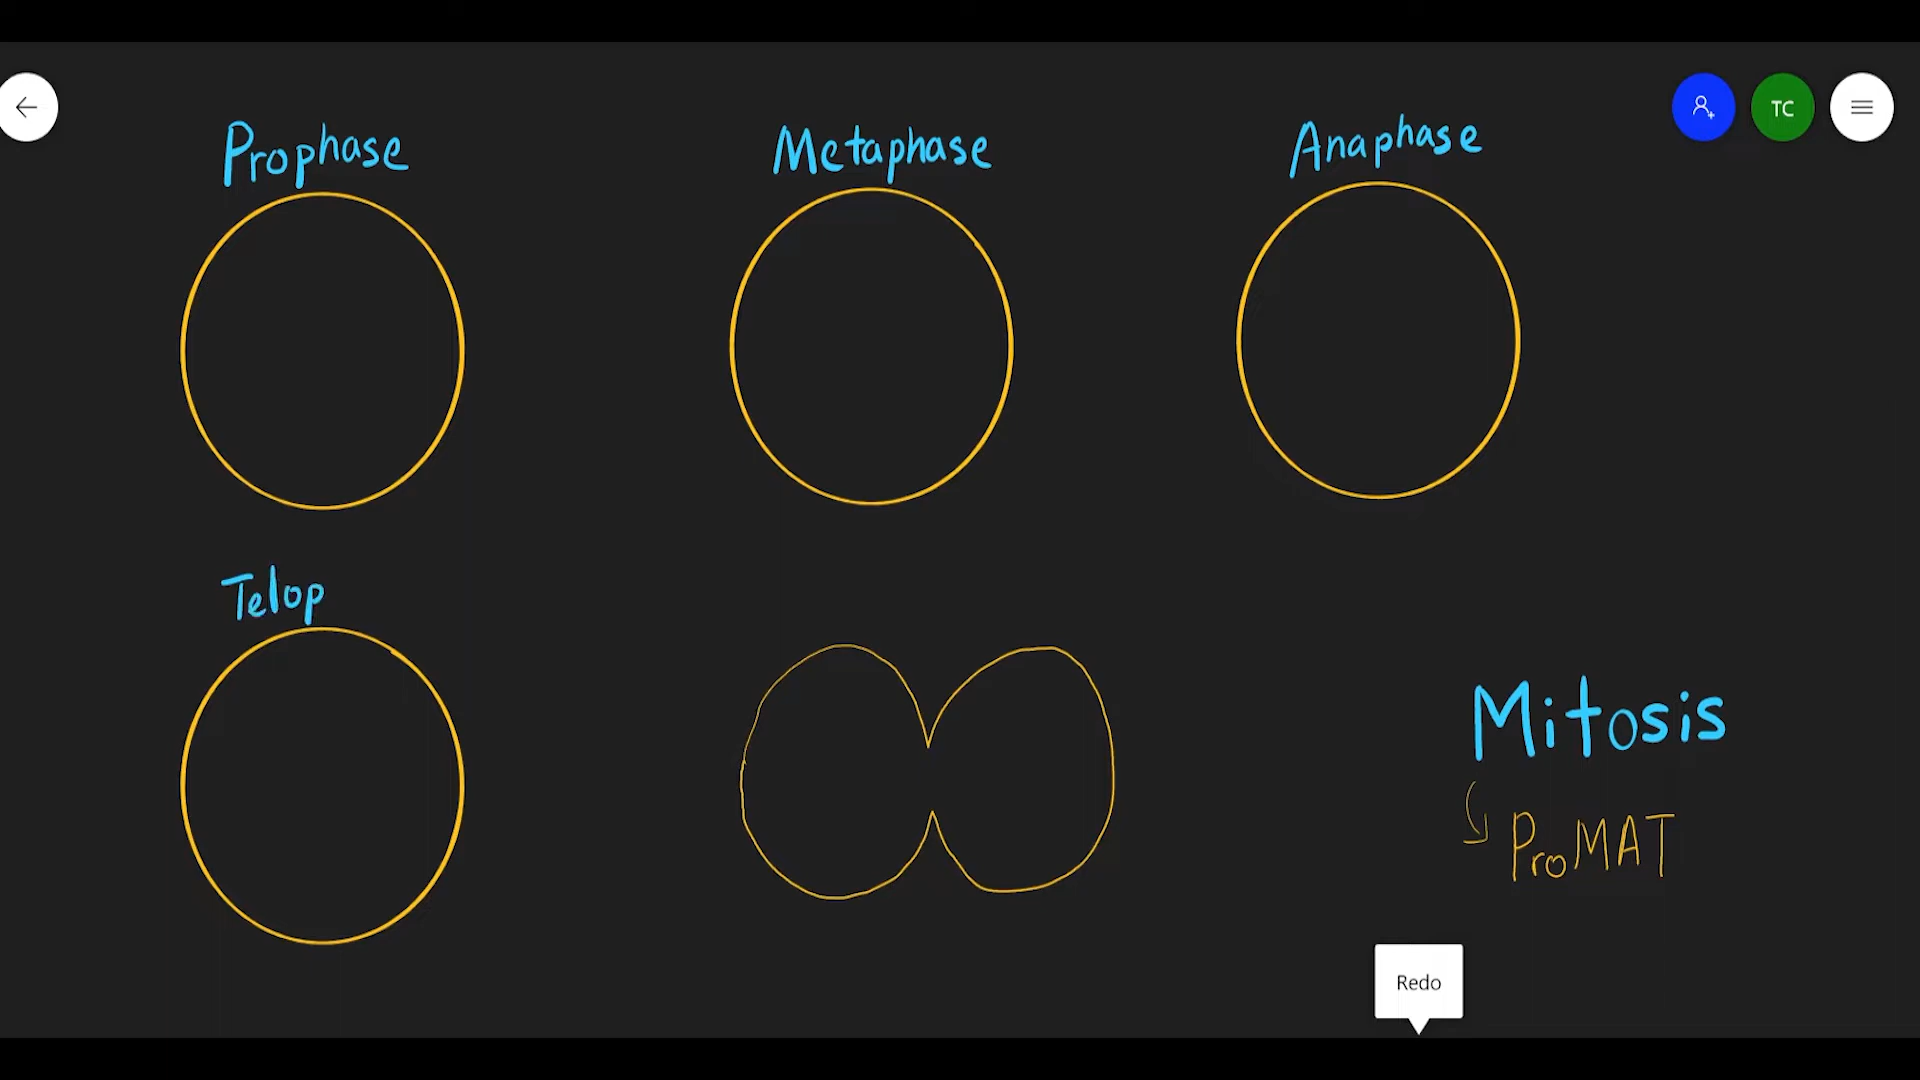 TC
Prophase
Metaphase
Anaphase
Telop
Mitosis
ProMAT
Redo